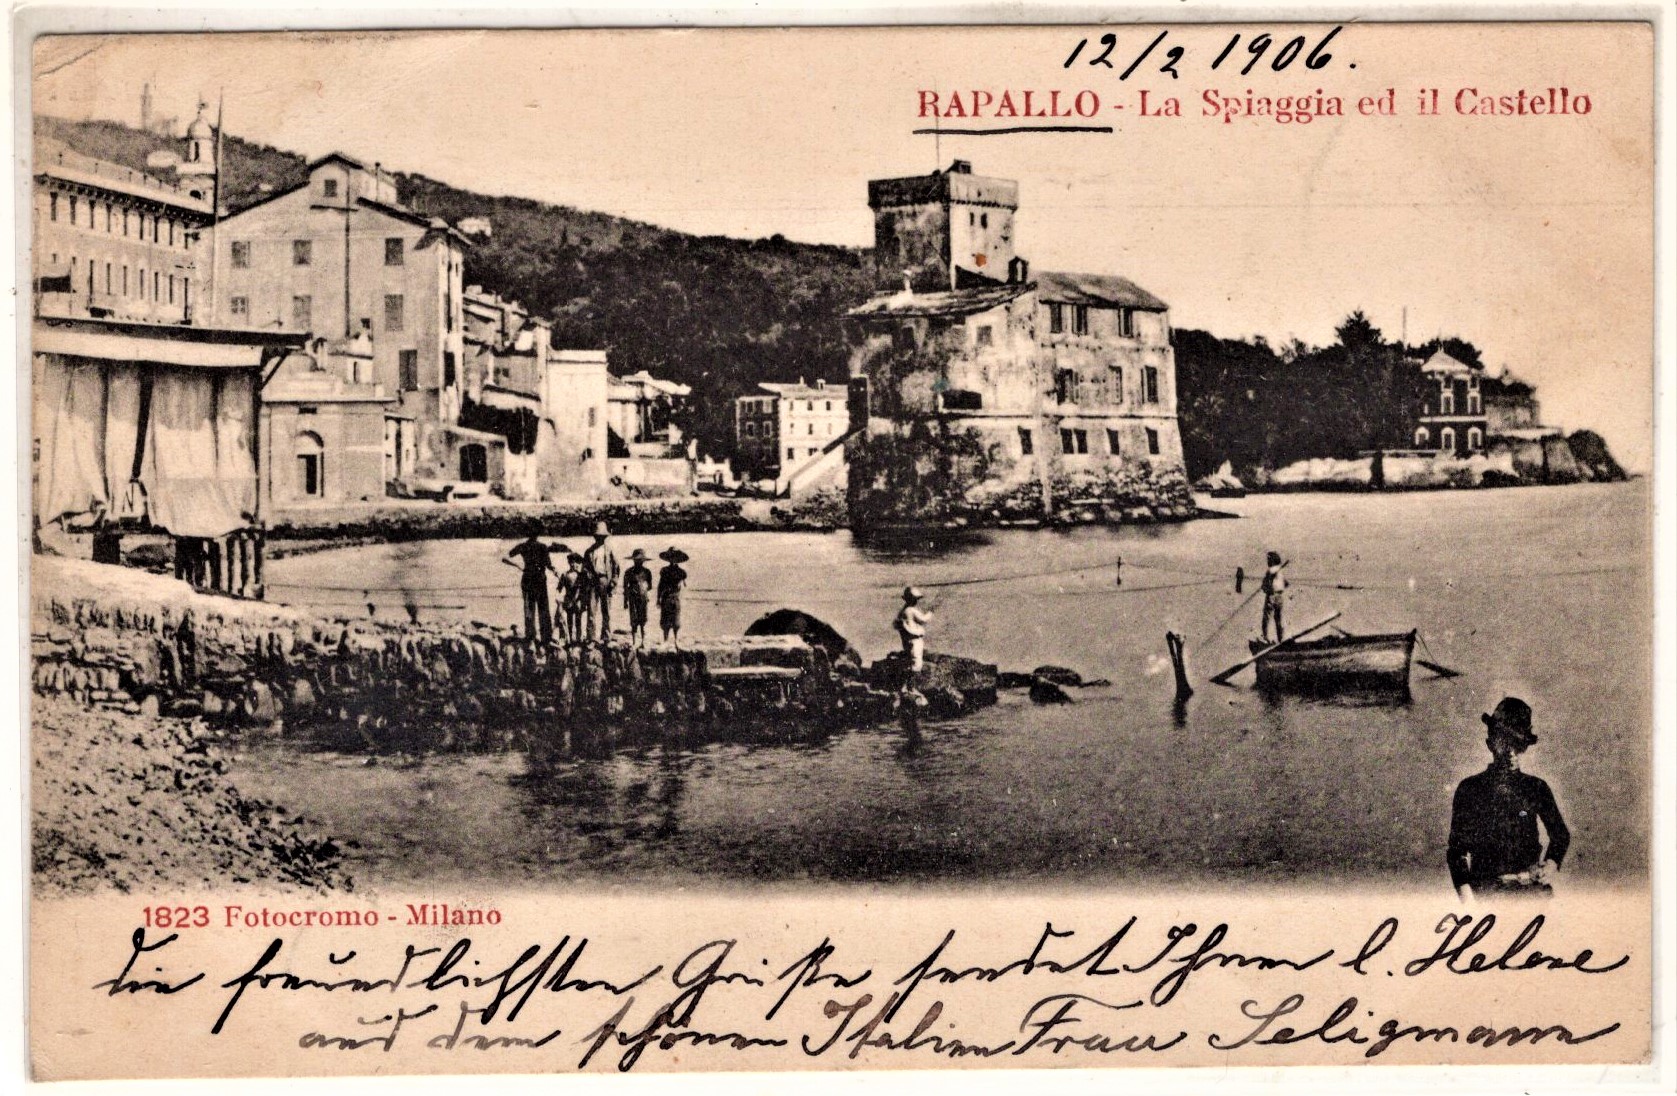 12/2 1906.
RAPALLO - La Spiaggia ed il Castello
1823 Fotocromo - Milano
die freundlichsten Grüße sendet Ihnen l. Helene
aus dem schönen Italien Frau Seligmann